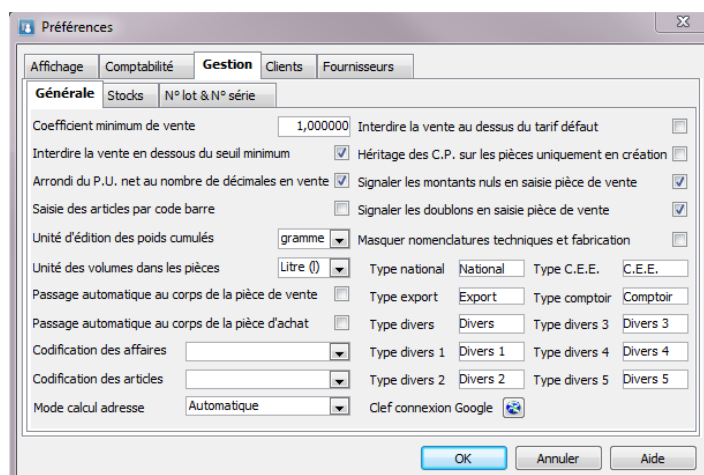 Préférences
Affichage Comptabilité Gestion Clients Fournisseurs
Générale Stocks N° lot & N° série
Coefficient minimum de vente 1,000000 Interdire la vente au dessus du tarif défaut
Interdire la vente en dessous du seuil minimum Héritage des C.P. sur les pièces uniquement en création
Arrondi du P.U. net au nombre de décimales en vente Signaler les montants nuls en saisie pièce de vente
Saisie des articles par code barre Signaler les doublons en saisie pièce de vente
Unité d'édition des poids cumulés gramme Masquer nomenclatures techniques et fabrication
Unité des volumes dans les pièces Litre (l) Type national National Type C.E.E. C.E.E.
Passage automatique au corps de la pièce de vente Type export Export Type comptoir Comptoir
Passage automatique au corps de la pièce d'achat Type divers Divers Type divers 3 Divers 3
Codification des affaires Type divers 1 Divers 1 Type divers 4 Divers 4
Codification des articles Type divers 2 Divers 2 Type divers 5 Divers 5
Mode calcul adresse Automatique Clef connexion Google
OK Annuler Aide